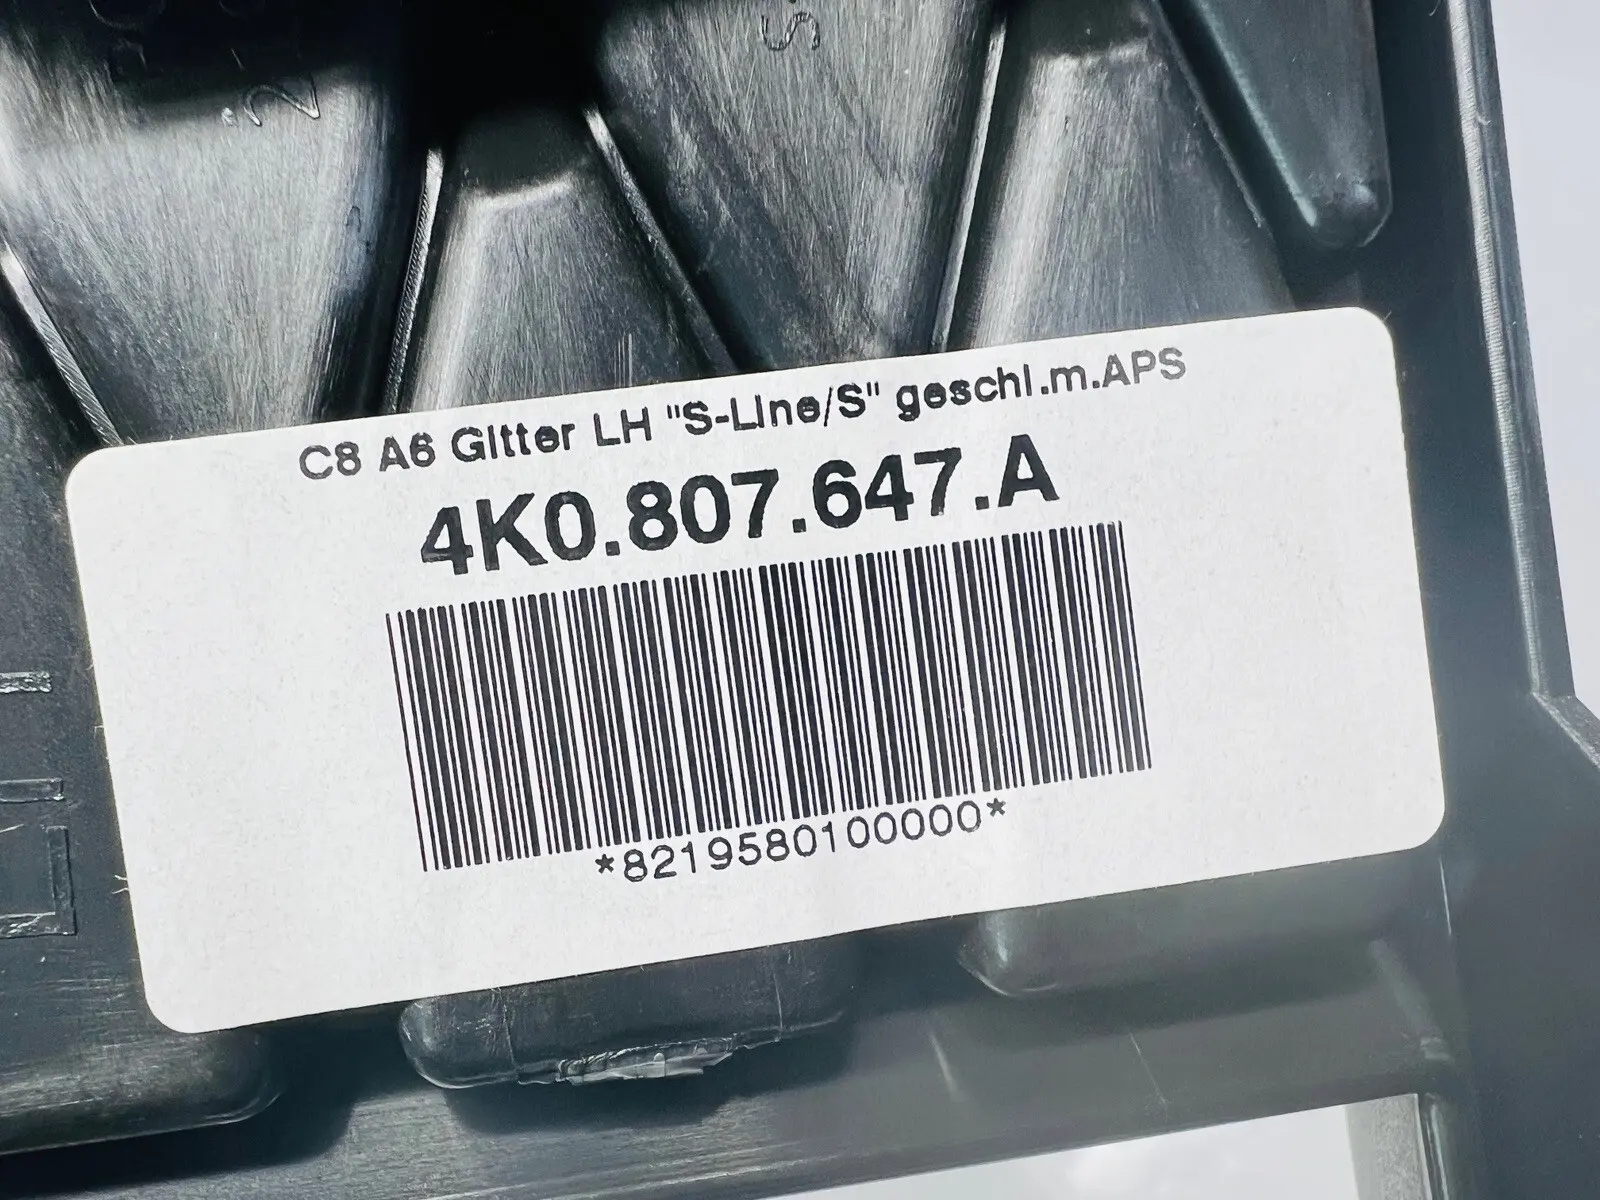 C8 A6 Gitter LH "S-Line/S" geschl.m.APS
4K0.807.647.A
*8219580100000*